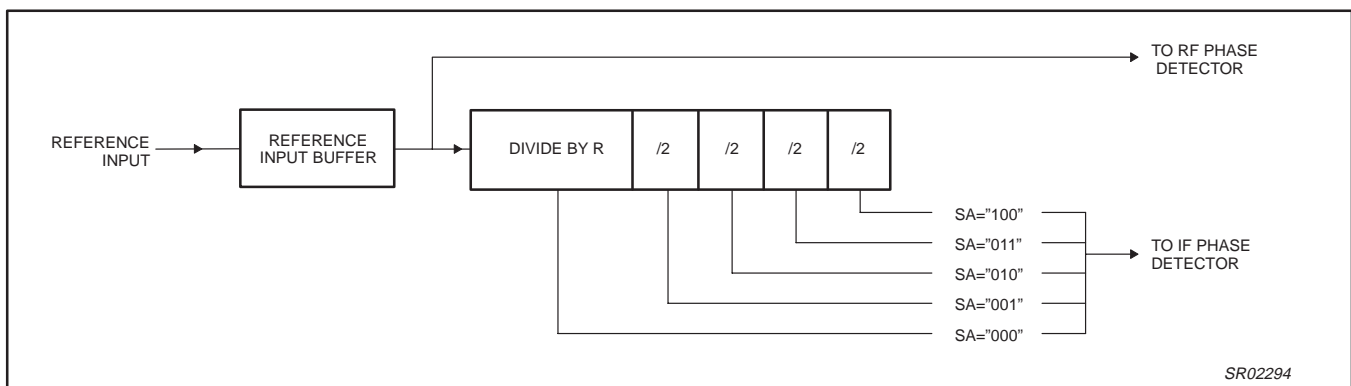 TO RF PHASE
DETECTOR
REFERENCE
INPUT
REFERENCE
INPUT BUFFER
DIVIDE BY R
/2
/2
/2
/2
SA=”100”
SA=”011”
SA=”010”
SA=”001”
SA=”000”
TO IF PHASE
DETECTOR
SR02294